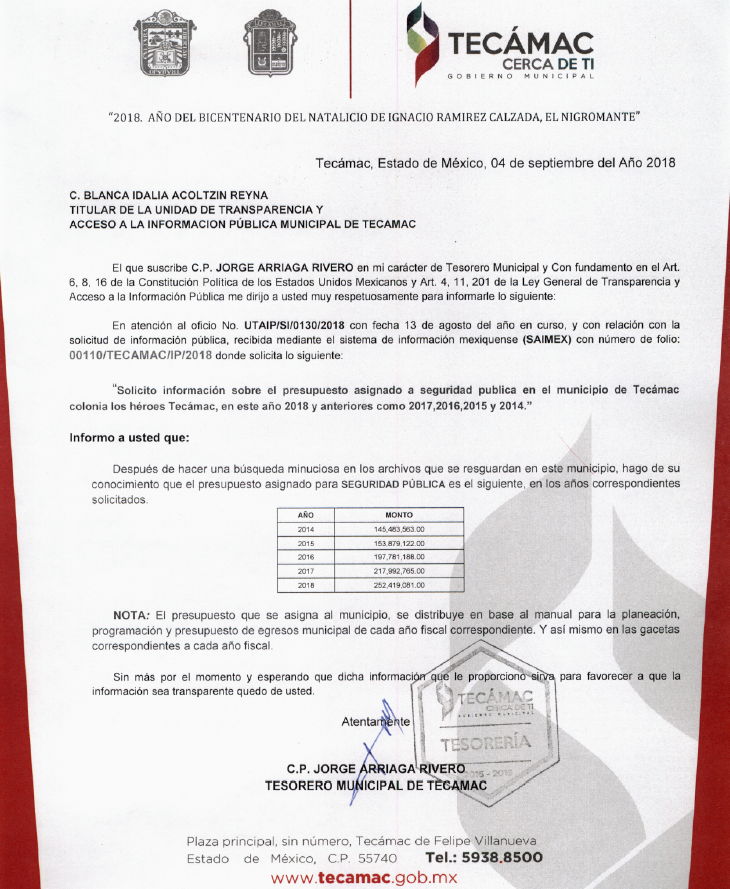 TECÁMAC
CERCA DE TI
GOBIERNO MUNICIPAL
"2018. AÑO DEL BICENTENARIO DEL NATALICIO DE IGNACIO RAMIREZ CALZADA, EL NIGROMANTE"
Tecámac, Estado de México, 04 de septiembre del Año 2018
C. BLANCA IDALIA ACOLTZIN REYNA
TITULAR DE LA UNIDAD DE TRANSPARENCIA Y
ACCESO A LA INFORMACION PÚBLICA MUNICIPAL DE TECAMAC
El que suscribe C.P. JORGE ARRIAGA RIVERO en mi carácter de Tesorero Municipal y Con fundamento en el Art.
6, 8, 16 de la Constitución Política de los Estados Unidos Mexicanos y Art. 4, 11, 201 de la Ley General de Transparencia y
Acceso a la Información Pública me dirijo a usted muy respetuosamente para informarle lo siguiente:
En atención al oficio No. UTAIP/SI/0130/2018 con fecha 13 de agosto del año en curso, y con relación con la
solicitud de información pública, recibida mediante el sistema de información mexiquense (SAIMEX) con número de folio:
00110/TECAMAC/IP/2018 donde solicita lo siguiente:
"Solicito información sobre el presupuesto asignado a seguridad publica en el municipio de Tecámac
colonia los héroes Tecámac, en este año 2018 y anteriores como 2017,2016,2015 y 2014."
Informo a usted que:
Después de hacer una búsqueda minuciosa en los archivos que se resguardan en este municipio, hago de su
conocimiento que el presupuesto asignado para SEGURIDAD PÚBLICA es el siguiente, en los años correspondientes
solicitados.
AÑO MONTO
2014 145,483,563.00
2015 153,879,122.00
2016 197,781,188.00
2017 217,992,765.00
2018 252,419,081.00
NOTA: El presupuesto que se asigna al municipio, se distribuye en base al manual para la planeación,
programación y presupuesto de egresos municipal de cada año fiscal correspondiente. Y así mismo en las gacetas
correspondientes a cada año fiscal.
Sin más por el momento y esperando que dicha información que le proporciono sirva para favorecer a que la
información sea transparente quedo de usted.
TECÁMAC
CERCA DE TI
GOBIERNO MUNICIPAL
TESORERÍA
Atentamente
C.P. JORGE ARRIAGA RIVERO
TESORERO MUNICIPAL DE TECAMAC
Plaza principal, sin número, Tecámac de Felipe Villanueva
Estado de México, C.P. 55740 Tel.: 5938.8500
www.tecamac.gob.mx